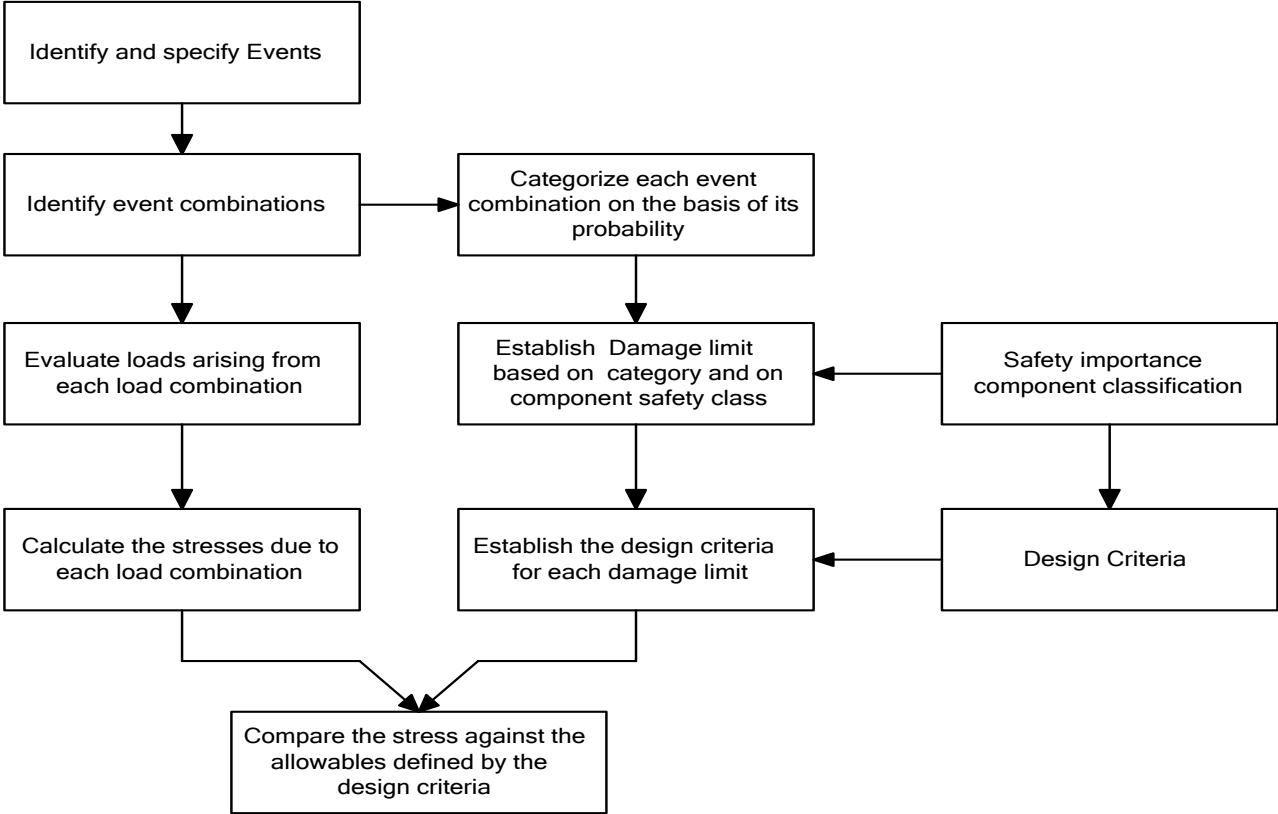 Identify and specify Events
Identify event combinations
Categorize each event
combination on the basis of its
probability
Evaluate loads arising from
each load combination
Establish Damage limit
based on category and on
component safety class
Safety importance
component classification
Calculate the stresses due to
each load combination
Establish the design criteria
for each damage limit
Design Criteria
Compare the stress against the
allowables defined by the
design criteria